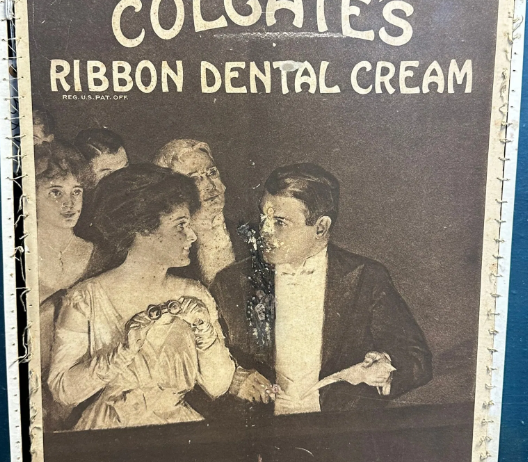 COLGATE'S
RIBBON DENTAL CREAM
REG. U.S. PAT. OFF.